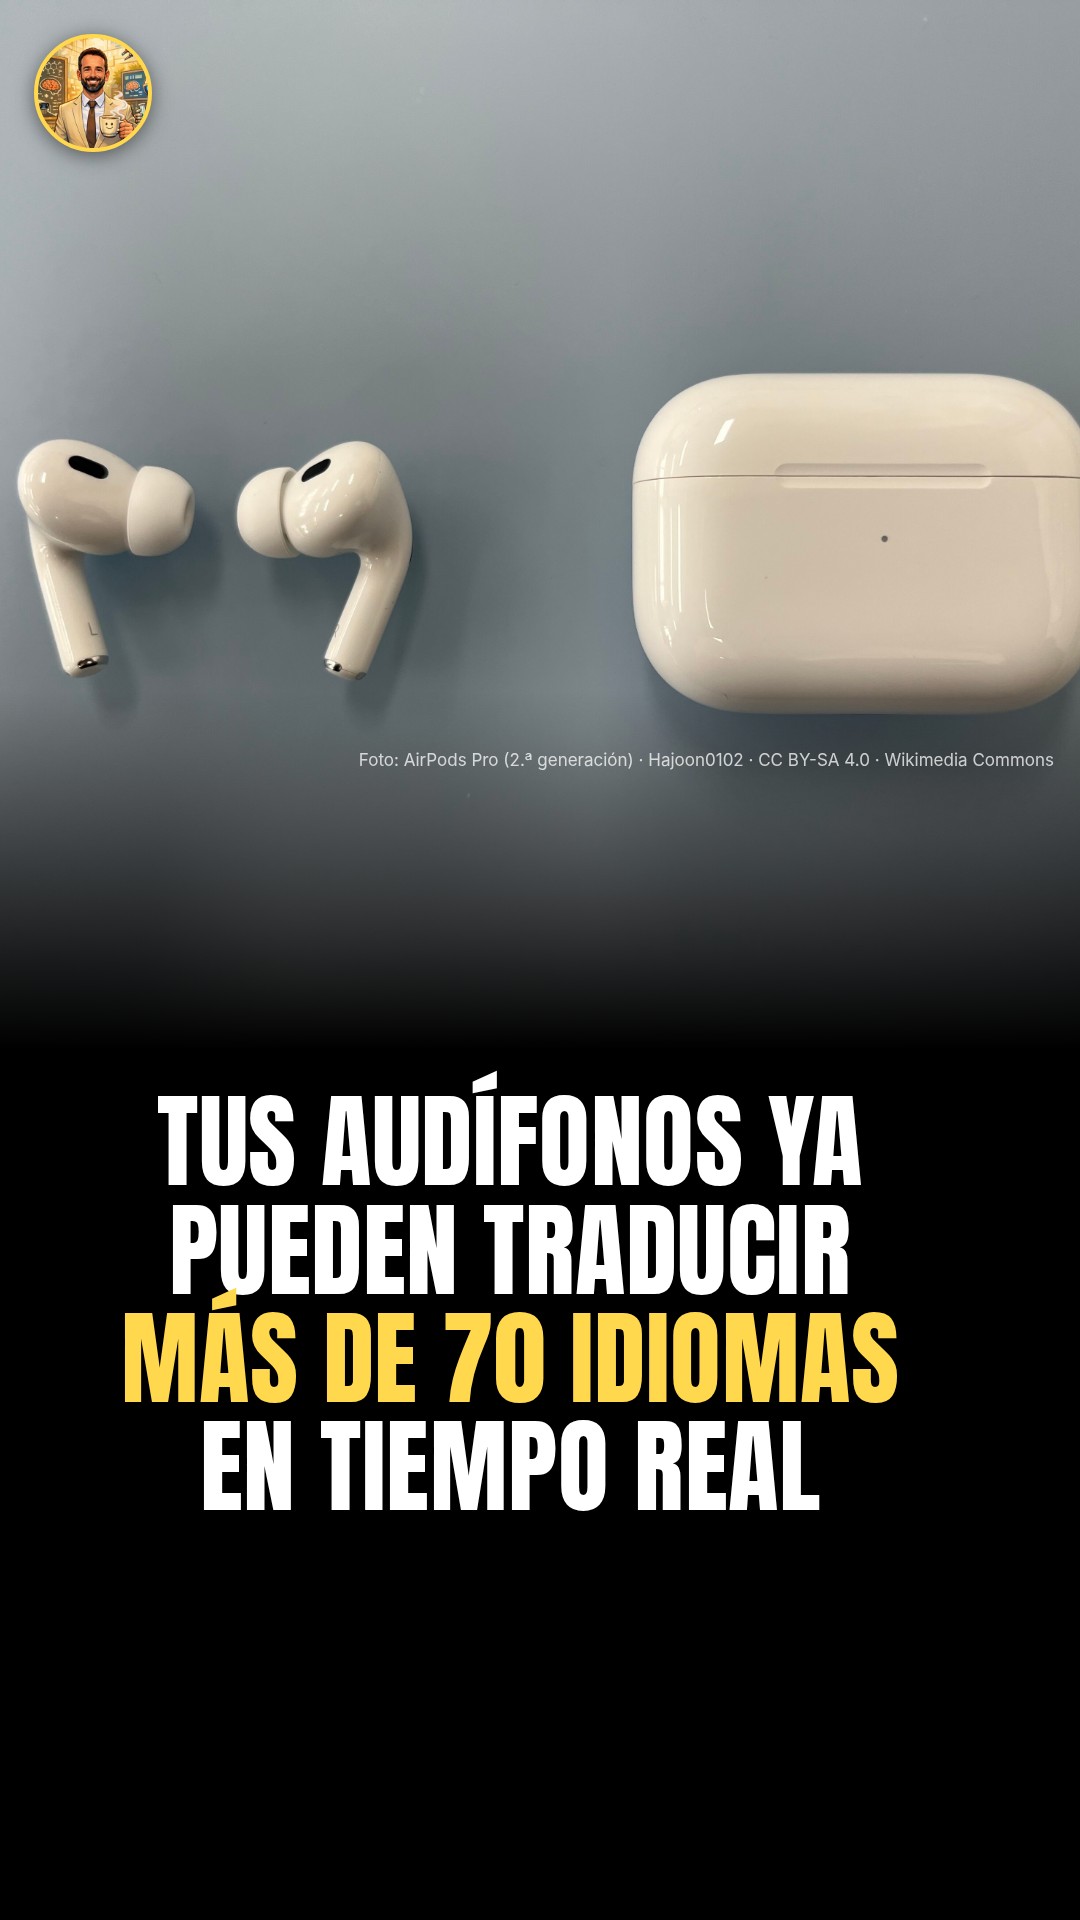 L
Foto: AirPods Pro (2.ª generación) · Hajoon0102 · CC BY-SA 4.0 · Wikimedia Commons
TUS AUDÍFONOS YA
PUEDEN TRADUCIR
MÁS DE 70 IDIOMAS
EN TIEMPO REAL